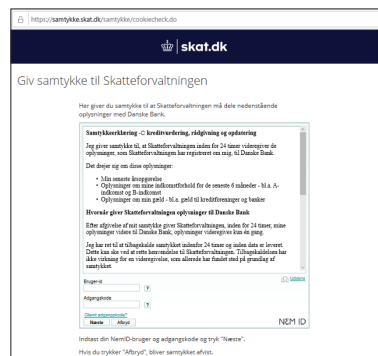 https://samtykke.skat.dk/samtykke/cookiecheck.do
skat.dk
Giv samtykke til Skatteforvaltningen
Her giver du samtykke til at Skatteforvaltningen må dele nedenstående
oplysninger med Danske Bank.
Samtykkeerklæring - kreditvurdering, rådgivning og opdatering
Jeg giver samtykke til, at Skatteforvaltningen inden for 24 timer videregiver de
oplysninger, som Skatteforvaltningen har registreret om mig, til Danske Bank.
Det drejer sig om disse oplysninger:
• Min seneste årsopgørelse
• Oplysninger om mine indkomstforhold for de seneste 6 måneder - bl.a. A-
indkomst og B-indkomst
• Oplysninger om min gæld - bl.a. gæld til kreditforeninger og banker
Hvornår giver Skatteforvaltningen oplysninger til Danske Bank
Efter afgivelse af mit samtykke giver Skatteforvaltningen, inden for 24 timer, mine
oplysninger videre til Danske Bank, oplysninger videregives kun én gang.
Jeg har ret til at tilbagekalde samtykket indenfor 24 timer og inden data er leveret.
Dette kan ske ved at rette henvendelse til Skatteforvaltningen. Tilbagekaldelsen har
ikke virkning for en videregivelse, som allerede har fundet sted på grundlag af
samtykket.
Udskriv
Bruger-id
?
Adgangskode
?
Glemt adgangskode?
Næste Afbryd
NEM ID
Indtast din NemID-bruger og adgangskode og tryk "Næste".
Hvis du trykker "Afbryd", bliver samtykket afvist.